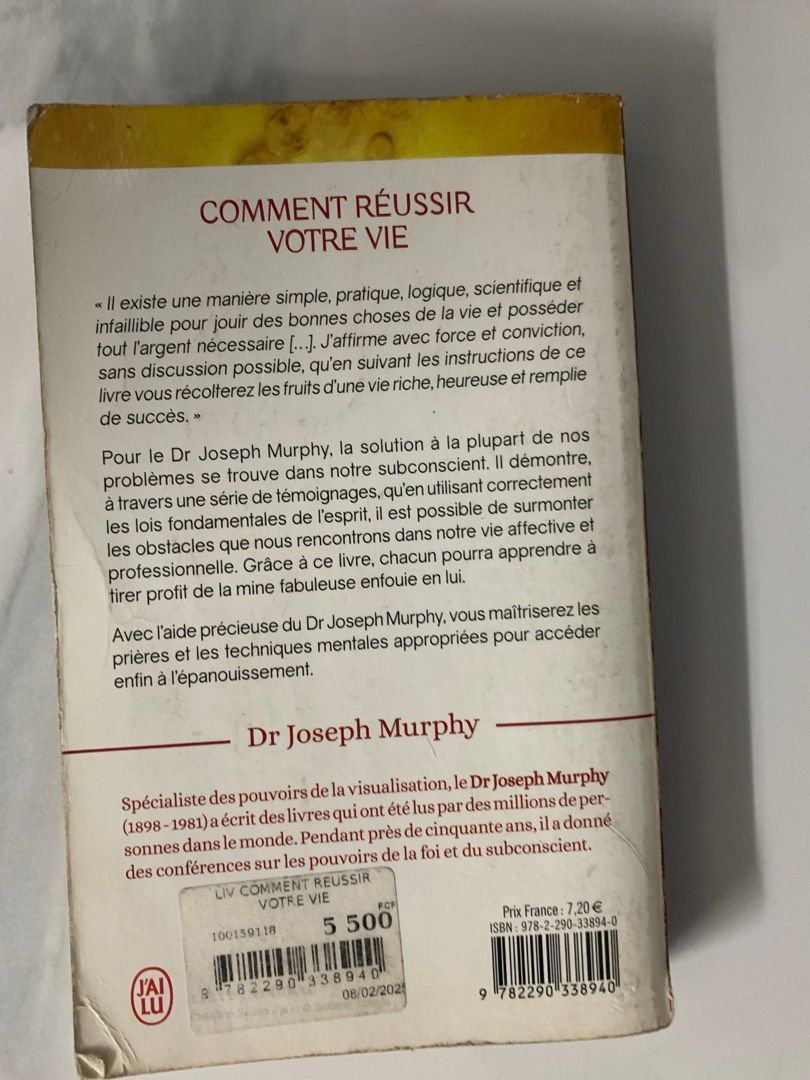 COMMENT RÉUSSIR
VOTRE VIE
« Il existe une manière simple, pratique, logique, scientifique et
infaillible pour jouir des bonnes choses de la vie et posséder
tout l'argent nécessaire [...]. J'affirme avec force et conviction,
sans discussion possible, qu'en suivant les instructions de ce
livre vous récolterez les fruits d'une vie riche, heureuse et remplie
de succès. »
Pour le Dr Joseph Murphy, la solution à la plupart de nos
problèmes se trouve dans notre subconscient. Il démontre,
à travers une série de témoignages, qu'en utilisant correctement
les lois fondamentales de l'esprit, il est possible de surmonter
les obstacles que nous rencontrons dans notre vie affective et
professionnelle. Grâce à ce livre, chacun pourra apprendre à
tirer profit de la mine fabuleuse enfouie en lui.
Avec l'aide précieuse du Dr Joseph Murphy, vous maîtriserez les
prières et les techniques mentales appropriées pour accéder
enfin à l'épanouissement.
Dr Joseph Murphy
Spécialiste des pouvoirs de la visualisation, le Dr Joseph Murphy
(1898-1981) a écrit des livres qui ont été lus par des millions de per-
sonnes dans le monde. Pendant près de cinquante ans, il a donné
des conférences sur les pouvoirs de la foi et du subconscient.
LIV COMMENT REUSSIR
VOTRE VIE
FCF
100159118 5 500
9 782290 338940
08/02/2025
J'AI
LU
Prix France : 7,20 €
ISBN : 978-2-290-33894-0
9 782290 338940